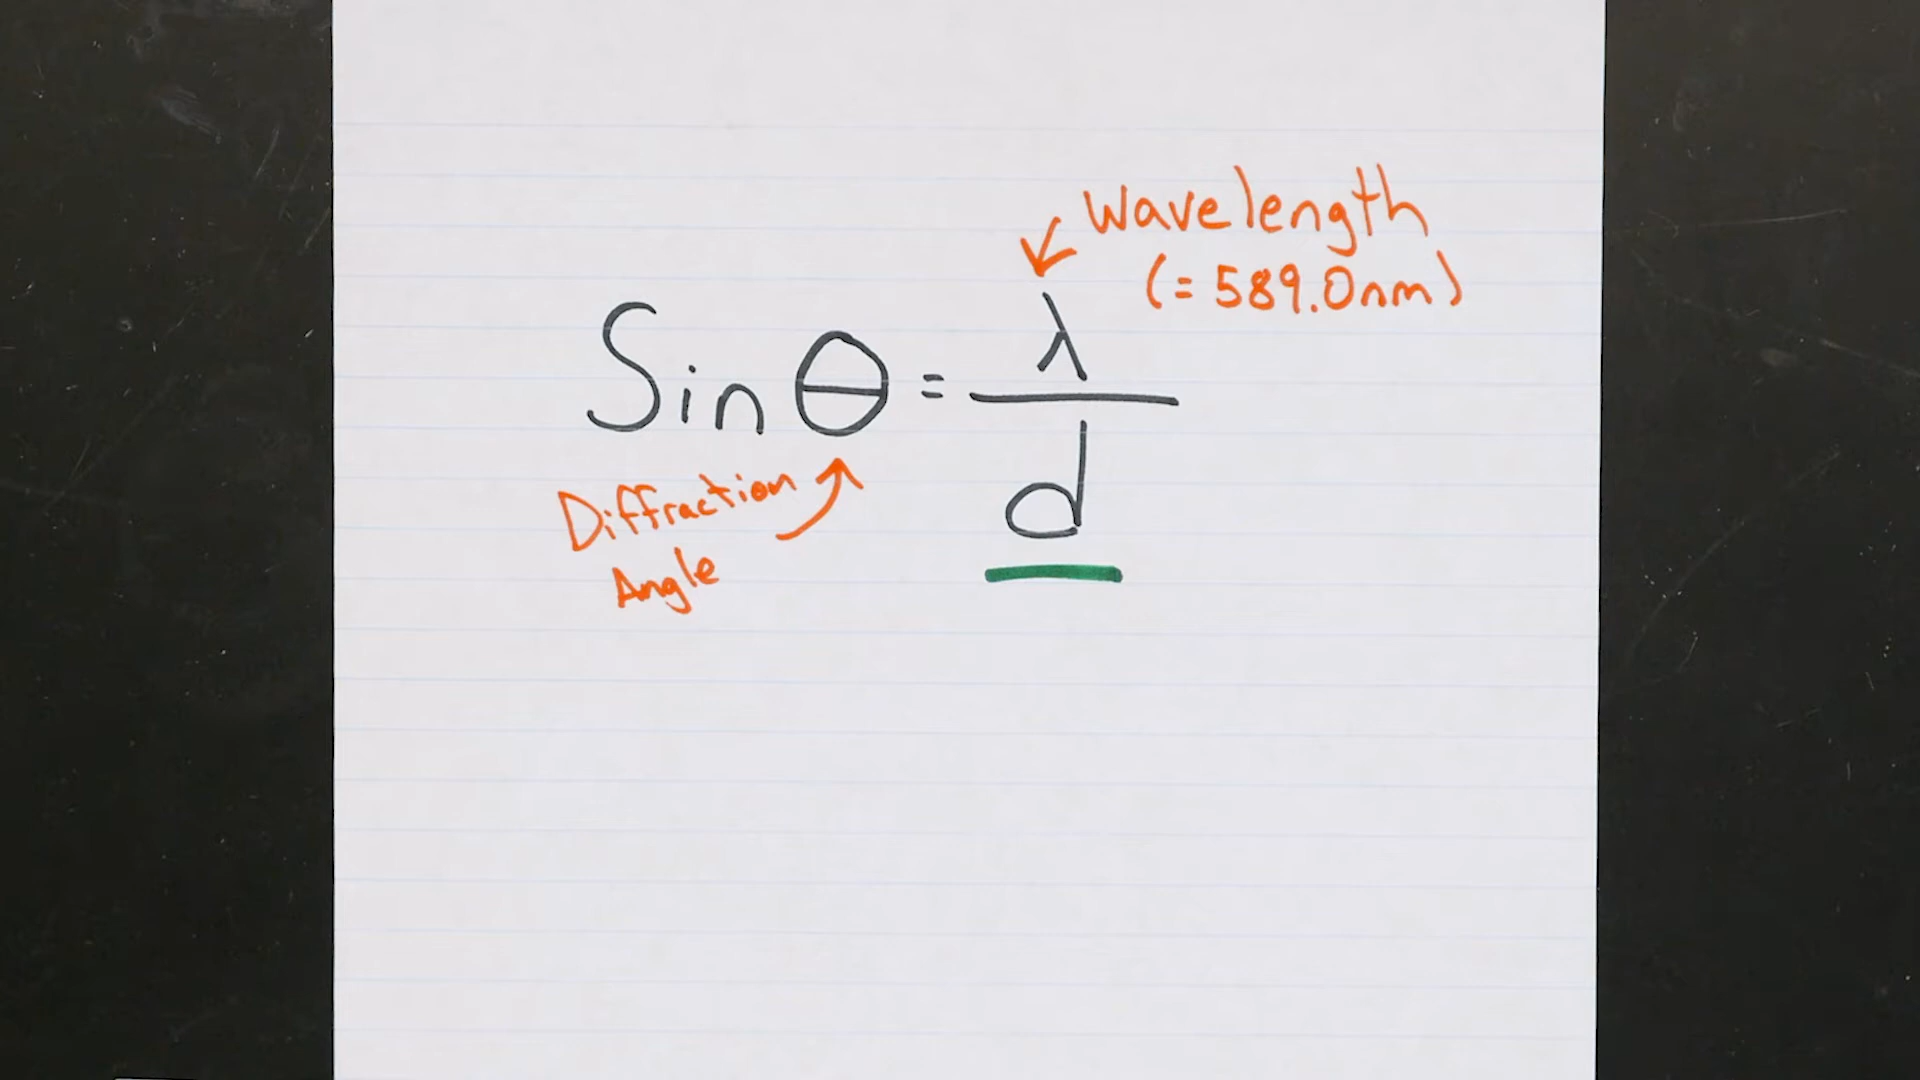 Wavelength
(= 589.0nm)
Sin θ = λ
d
Diffraction
Angle